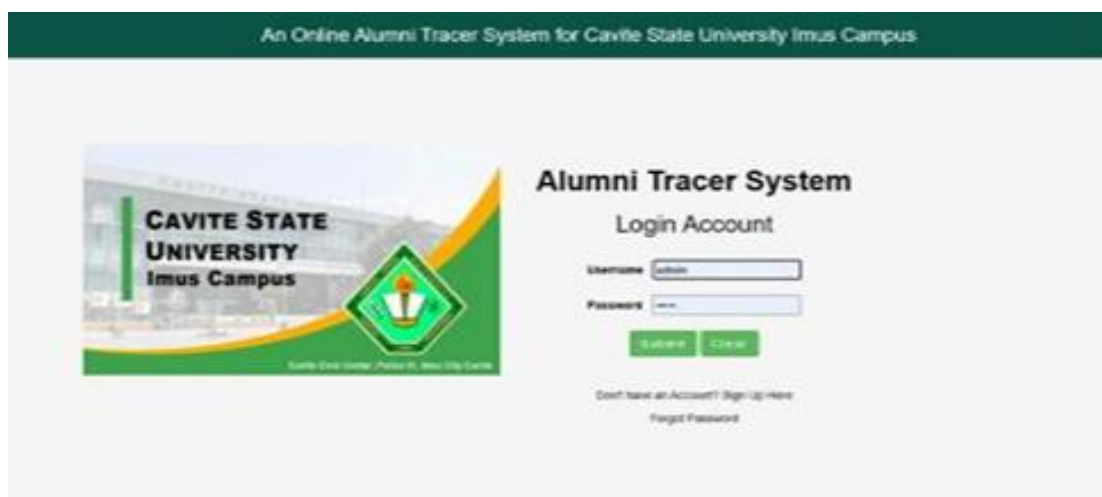 An Online Alumni Tracer System for Cavite State University Imus Campus
CAVITE STATE
UNIVERSITY
Imus Campus
Alumni Tracer System
Login Account
Username admin
Password
Submit Clear
Don't have an Account? Sign Up Here
Forgot Password